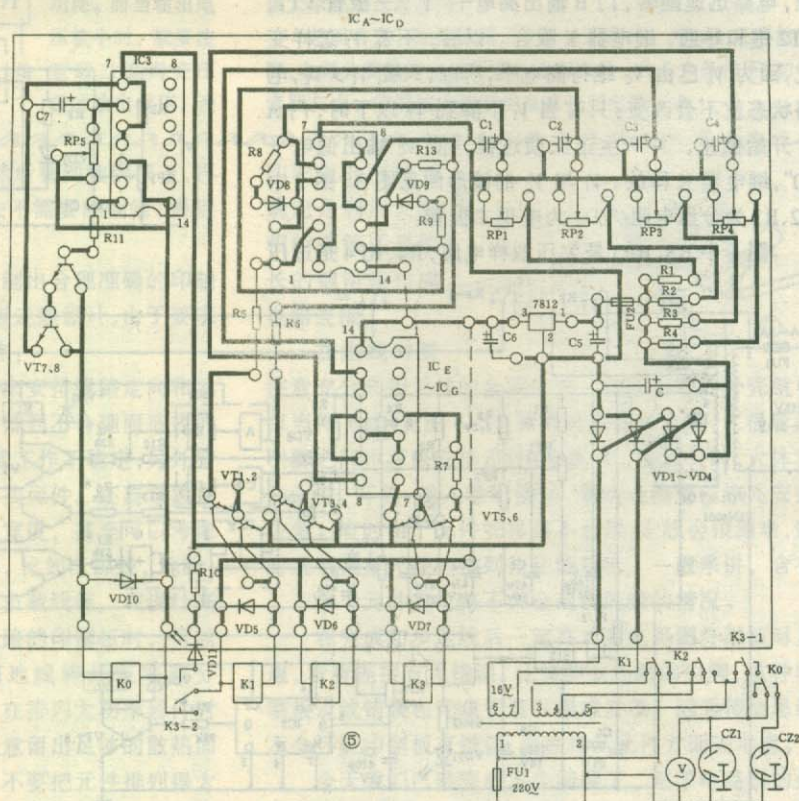 ICA～ICD
7 IC3 8
C7
RP5
1 14
R11
VT7,8
R8
7 8
R13
VD8
VD9
R9
1 14
C1 C2 C3 C4
RP1 RP2 RP3 RP4
R5 R6
R1
R2
R3
R4
FU2
7812
3 1
2
C6 C5
14
ICE
～ICG
C
R7
8 7
VT1,2
VT3,4
VT5,6
VD1～VD4
VD10
R10
VD11
VD5 VD6 VD7
K3-1
K0
K3-2
K1 K2 K3
K1 K2 K0
16V
6 7 3 4 5
1 2
FU1
220V
V
CZ1 CZ2
⑤